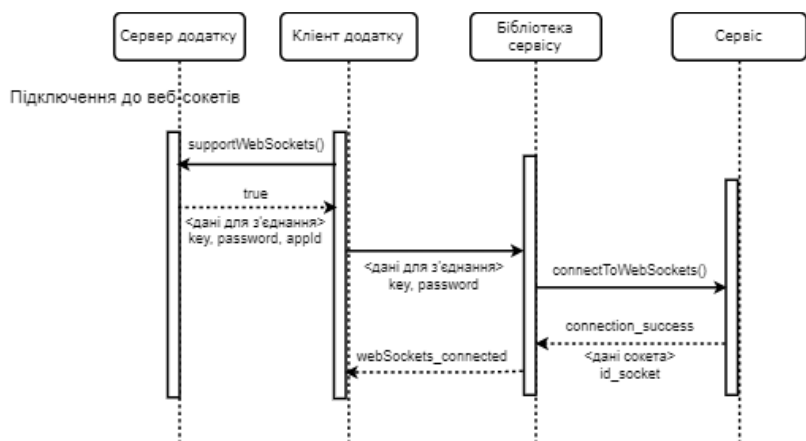 Сервер додатку
Клієнт додатку
Бібліотека
сервісу
Сервіс
Підключення до веб-сокетів
supportWebSockets()
true
<дані для з'єднання>
key, password, appId
<дані для з'єднання>
key, password
connectToWebSockets()
connection_success
<дані сокета>
id_socket
webSockets_connected